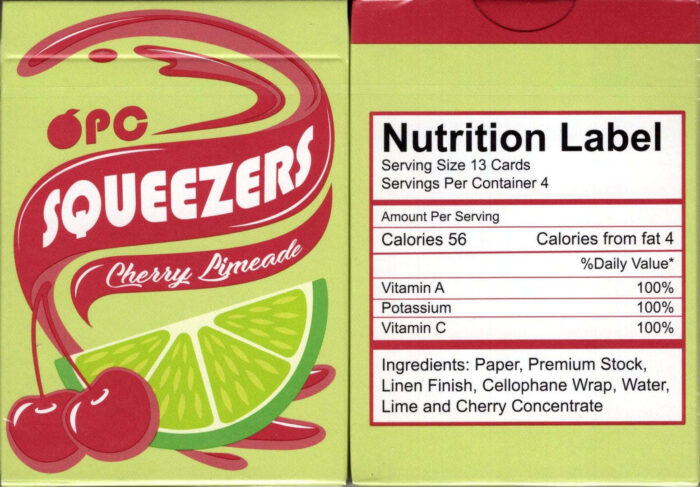 OPC
SQUEEZERS
Cherry Limeade
Nutrition Label
Serving Size 13 Cards
Servings Per Container 4
Amount Per Serving
Calories 56 Calories from fat 4
%Daily Value*
Vitamin A 100%
Potassium 100%
Vitamin C 100%
Ingredients: Paper, Premium Stock,
Linen Finish, Cellophane Wrap, Water,
Lime and Cherry Concentrate